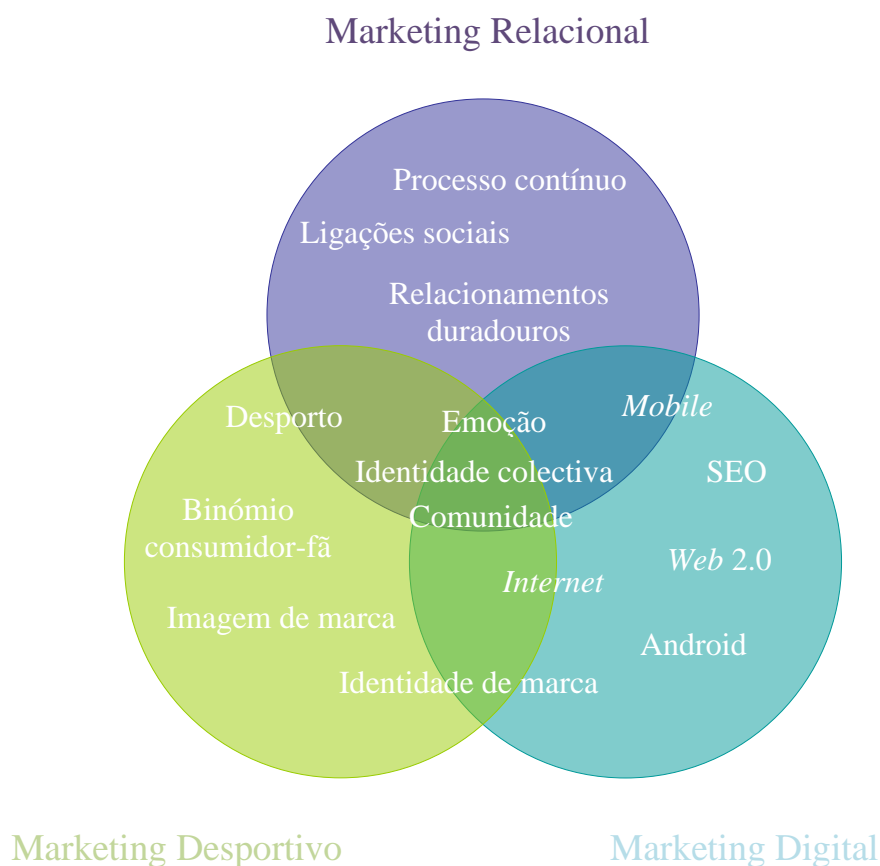 Marketing Relacional
Processo contínuo
Ligações sociais
Relacionamentos
duradouros
Desporto
Emoção
Mobile
Identidade colectiva
SEO
Binómio
consumidor-fã
Comunidade
Web 2.0
Internet
Imagem de marca
Android
Identidade de marca
Marketing Desportivo
Marketing Digital